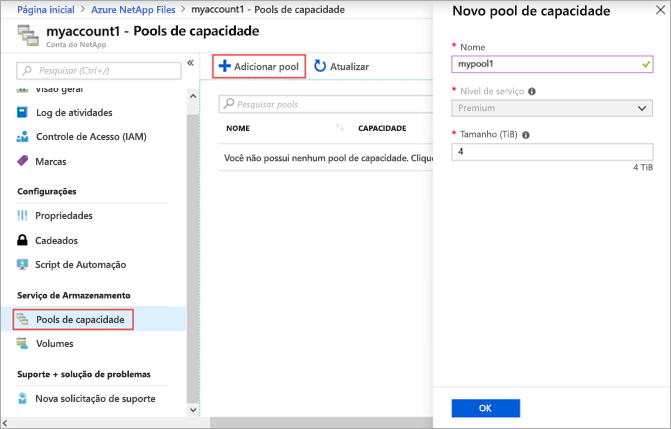 Página inicial > Azure NetApp Files > myaccount1 - Pools de capacidade
myaccount1 - Pools de capacidade
Conta do NetApp
Pesquisar (Ctrl+/)
Visão geral
Log de atividades
Controle de Acesso (IAM)
Marcas
Configurações
Propriedades
Cadeados
Script de Automação
Serviço de Armazenamento
Pools de capacidade
Volumes
Suporte + solução de problemas
Nova solicitação de suporte
Adicionar pool
Atualizar
Pesquisar pools
NOME
CAPACIDADE
Você não possui nenhum pool de capacidade. Clique
Novo pool de capacidade
* Nome
mypool1
* Nível de serviço
Premium
* Tamanho (TiB)
4
4 TiB
OK